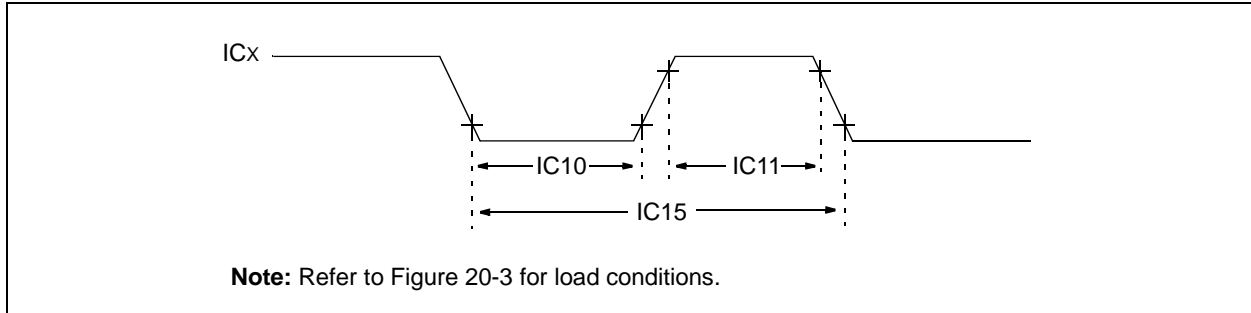 ICX
IC10
IC11
IC15
Note: Refer to Figure 20-3 for load conditions.